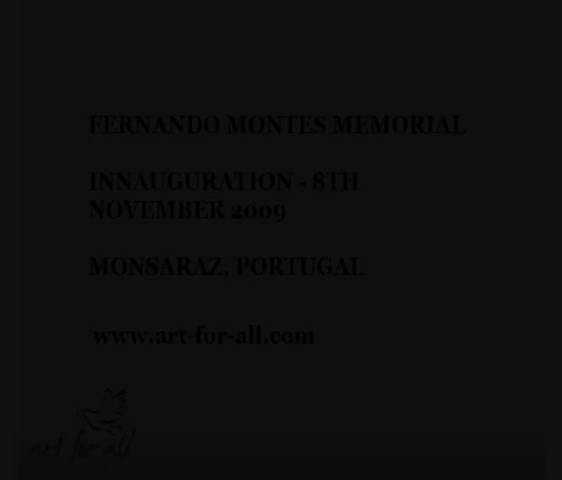 FERNANDO MONTES MEMORIAL
INNAUGURATION - 8TH
NOVEMBER 2009
MONSARAZ, PORTUGAL
www.art-for-all.com
art for all